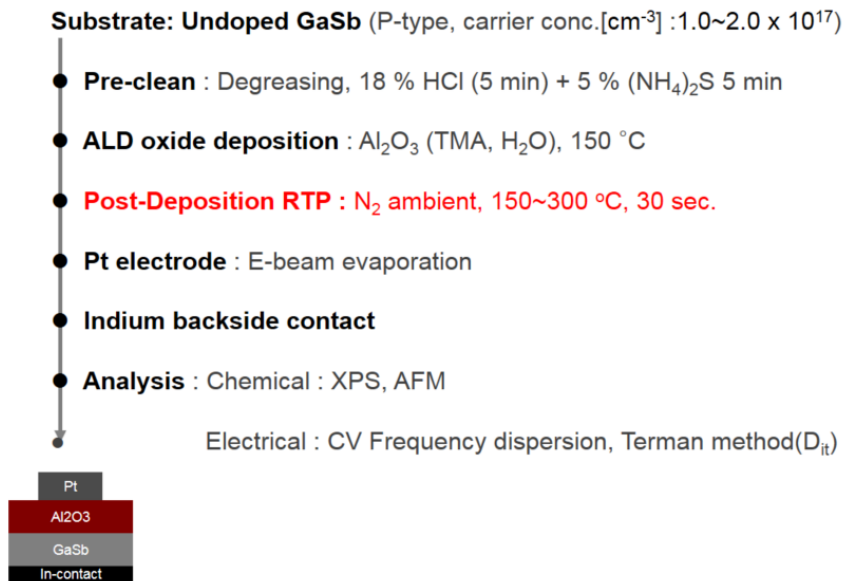 Substrate: Undoped GaSb (P-type, carrier conc.[cm⁻³] :1.0~2.0 x 10¹⁷)
Pre-clean : Degreasing, 18 % HCl (5 min) + 5 % (NH₄)₂S 5 min
ALD oxide deposition : Al₂O₃ (TMA, H₂O), 150 °C
Post-Deposition RTP : N₂ ambient, 150~300 ᵒC, 30 sec.
Pt electrode : E-beam evaporation
Indium backside contact
Analysis : Chemical : XPS, AFM
Electrical : CV Frequency dispersion, Terman method(Dᵢₜ)
Pt
Al2O3
GaSb
In-contact